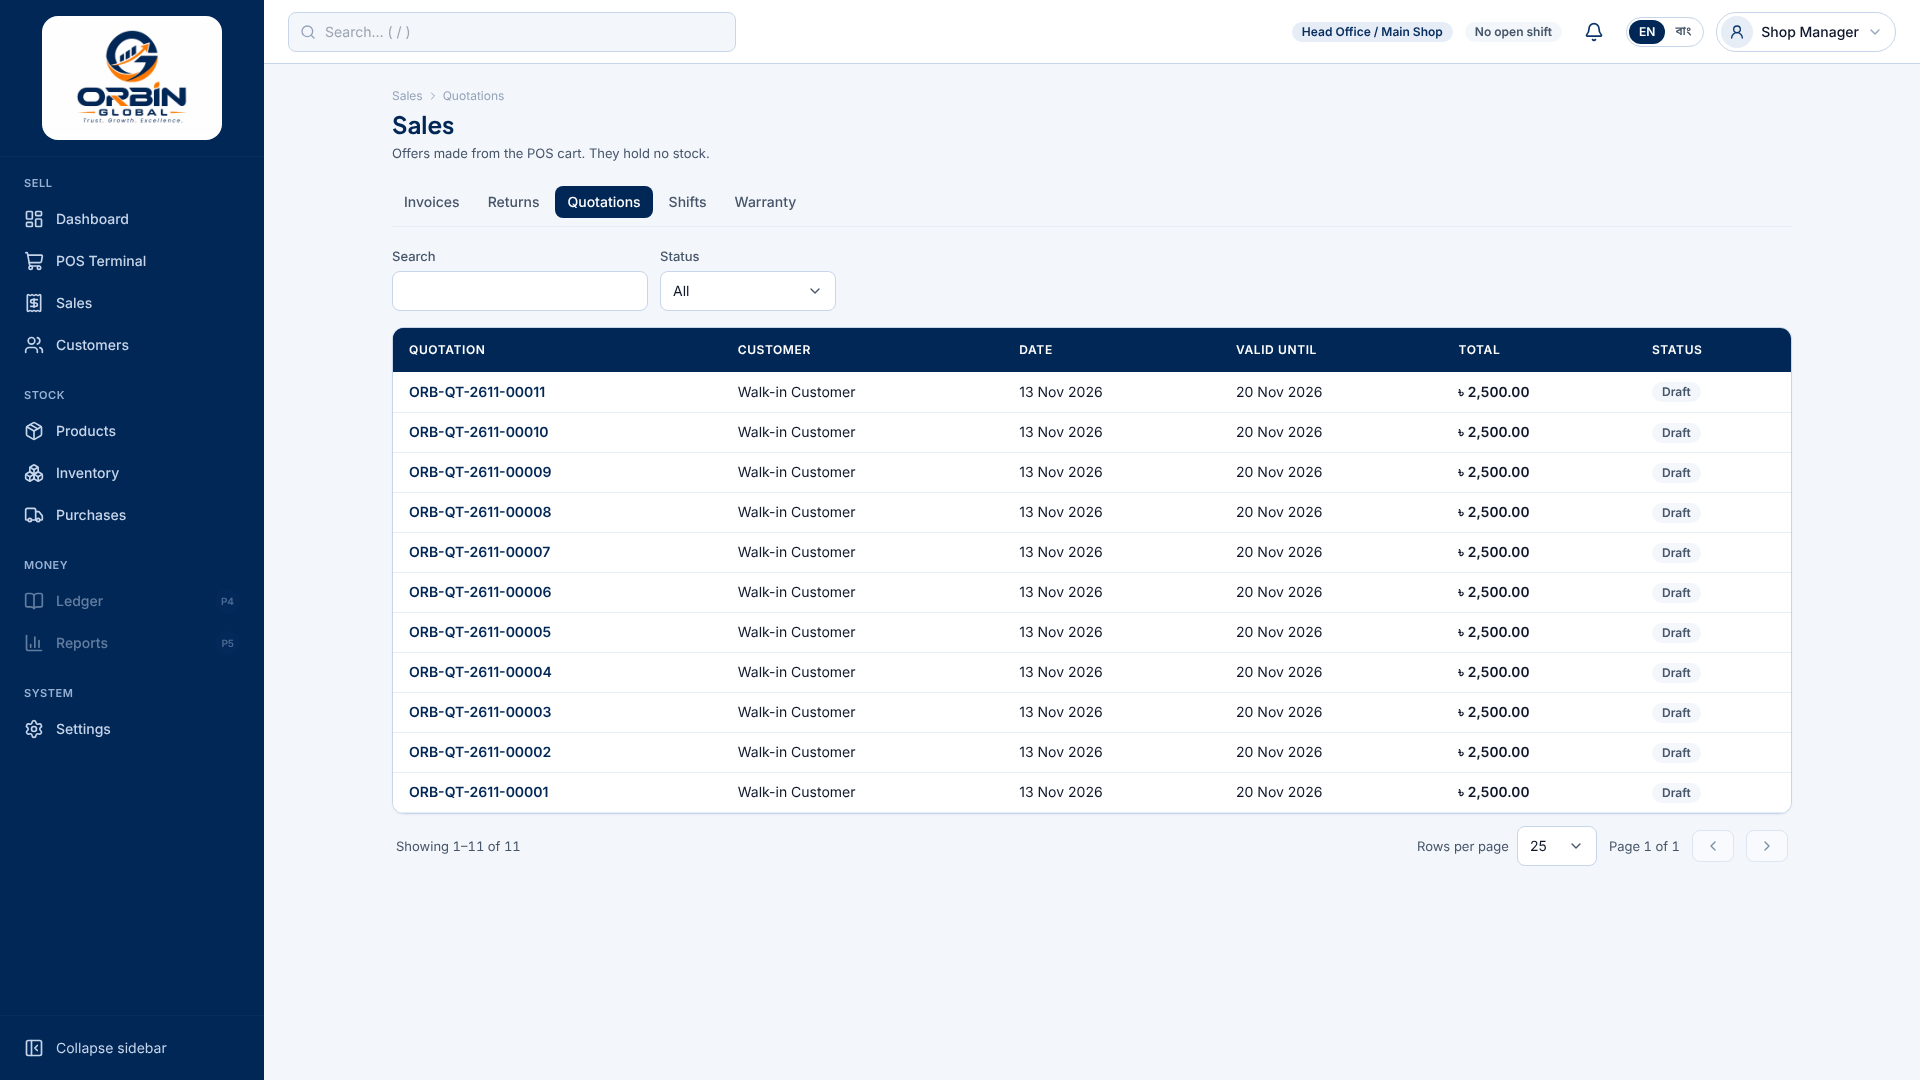 ORBIN
GLOBAL
Trust. Growth. Excellence.
SELL
Dashboard
POS Terminal
Sales
Customers
STOCK
Products
Inventory
Purchases
MONEY
Ledger P4
Reports P5
SYSTEM
Settings
Collapse sidebar
Search... ( / )
Head Office / Main Shop No open shift EN বাং Shop Manager
Sales > Quotations
Sales
Offers made from the POS cart. They hold no stock.
Invoices Returns Quotations Shifts Warranty
Search Status
All
QUOTATION CUSTOMER DATE VALID UNTIL TOTAL STATUS
ORB-QT-2611-00011 Walk-in Customer 13 Nov 2026 20 Nov 2026 ৳ 2,500.00 Draft
ORB-QT-2611-00010 Walk-in Customer 13 Nov 2026 20 Nov 2026 ৳ 2,500.00 Draft
ORB-QT-2611-00009 Walk-in Customer 13 Nov 2026 20 Nov 2026 ৳ 2,500.00 Draft
ORB-QT-2611-00008 Walk-in Customer 13 Nov 2026 20 Nov 2026 ৳ 2,500.00 Draft
ORB-QT-2611-00007 Walk-in Customer 13 Nov 2026 20 Nov 2026 ৳ 2,500.00 Draft
ORB-QT-2611-00006 Walk-in Customer 13 Nov 2026 20 Nov 2026 ৳ 2,500.00 Draft
ORB-QT-2611-00005 Walk-in Customer 13 Nov 2026 20 Nov 2026 ৳ 2,500.00 Draft
ORB-QT-2611-00004 Walk-in Customer 13 Nov 2026 20 Nov 2026 ৳ 2,500.00 Draft
ORB-QT-2611-00003 Walk-in Customer 13 Nov 2026 20 Nov 2026 ৳ 2,500.00 Draft
ORB-QT-2611-00002 Walk-in Customer 13 Nov 2026 20 Nov 2026 ৳ 2,500.00 Draft
ORB-QT-2611-00001 Walk-in Customer 13 Nov 2026 20 Nov 2026 ৳ 2,500.00 Draft
Showing 1–11 of 11 Rows per page 25 Page 1 of 1